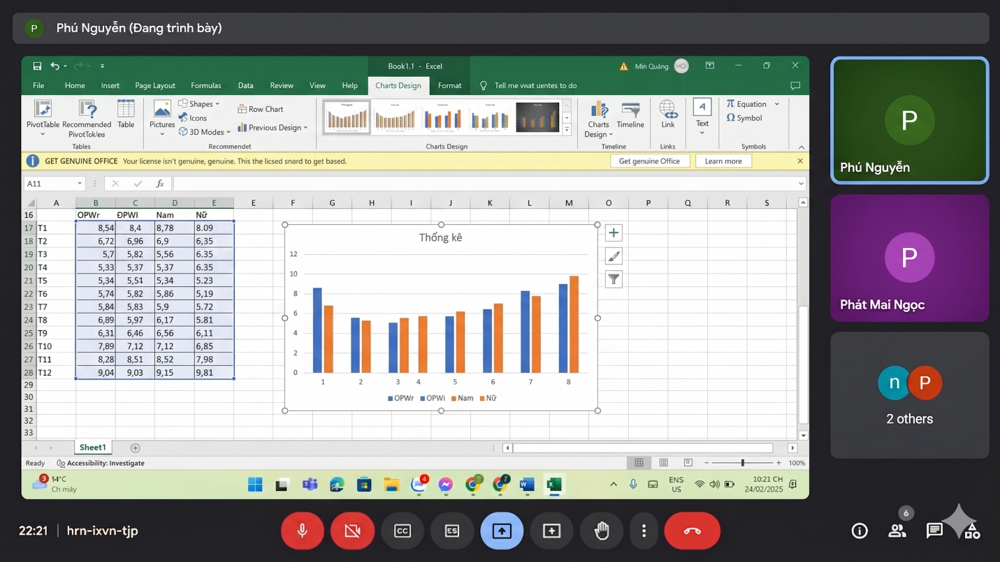 P Phú Nguyễn (Đang trình bày)
Book1.1 - Excel
Min Quăng HO
File Home Insert Page Layout Formulas Data Review View Help Charts Design Format Tell me vwat uentes to do
PivotTable Recommended PivotTok/es Table
Tables
Pictures Shapes Icons 3D Modes Row Chart Previous Design
Recommendet
Charts Design
Charts Design Timeline
Timeline
Link
Links
Text
Equation Symbol
Symbols
GET GENUINE OFFICE Your license isn't genuine, genuine. This the licsed snard to get based. Get genuine Office Learn more
A11 fx
A B C D E E F G H I J K L M O P Q R S
16 OPWr ĐPWI Nam Nữ
17 T1 8,54 8,4 8,78 8.09
18 T2 6,72 6,96 6,9 6,35
19 T3 5,7 5,82 5,56 6.35
20 T4 5,33 5,37 5,37 6.35
21 T5 5,34 5,51 5,34 5.23
22 T6 5,74 5,82 5,86 5,19
23 T7 5,84 5,83 5,9 5.72
24 T8 6,89 5,97 6,17 5.81
25 T9 6,31 6,46 6,56 6,11
26 T10 7,89 7,12 7,12 6,85
27 T11 8,28 8,51 8,52 7,98
28 T12 9,04 9,03 9,15 9,81
29
30
31
32
33
Thống kê
12
10
8
6
4
2
0
1 2 3 4 5 6 7 8
OPWr OPWi Nam Nữ
Sheet1
Ready Accessibility: Investigate 100%
9 54°C
Ch máy
4 7
ENS
US
10:21 CH
24/02/2025
P
Phú Nguyễn
P
Phát Mai Ngọc
n P
2 others
22:21 | hrn-ixvn-tjp
CC ES
6